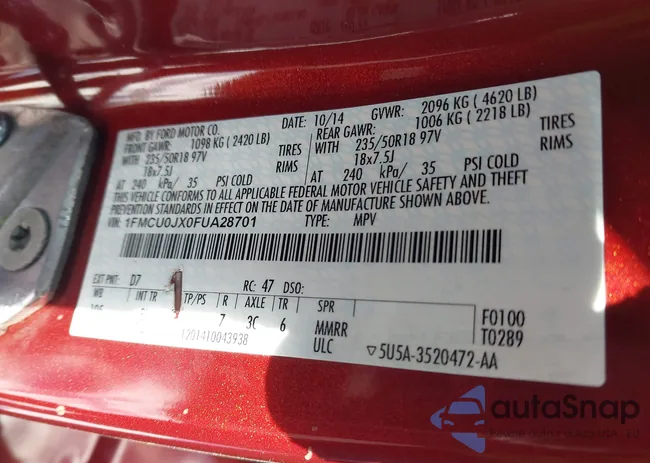 MFD. BY FORD MOTOR CO. DATE: 10/14 GVWR: 2096 KG ( 4620 LB)
FRONT GAWR: 1098 KG ( 2420 LB) REAR GAWR: 1006 KG ( 2218 LB)
WITH 235/50R18 97V TIRES WITH 235/50R18 97V TIRES
18x7.5J RIMS 18x7.5J RIMS
AT 240 kPa/ 35 PSI COLD AT 240 kPa/ 35 PSI COLD
THIS VEHICLE CONFORMS TO ALL APPLICABLE FEDERAL MOTOR VEHICLE SAFETY AND THEFT
PREVENTION STANDARDS IN EFFECT ON THE DATE OF MANUFACTURE SHOWN ABOVE.
VIN: 1FMCU0JX0FUA28701 TYPE: MPV
EXT PNT: D7 RC: 47 DSO:
WB INT TR 1 TP/PS R AXLE TR SPR
7 3C 6 MMRR F0100
1201410043938 ULC T0289
5U5A-3520472-AA
autaSnap